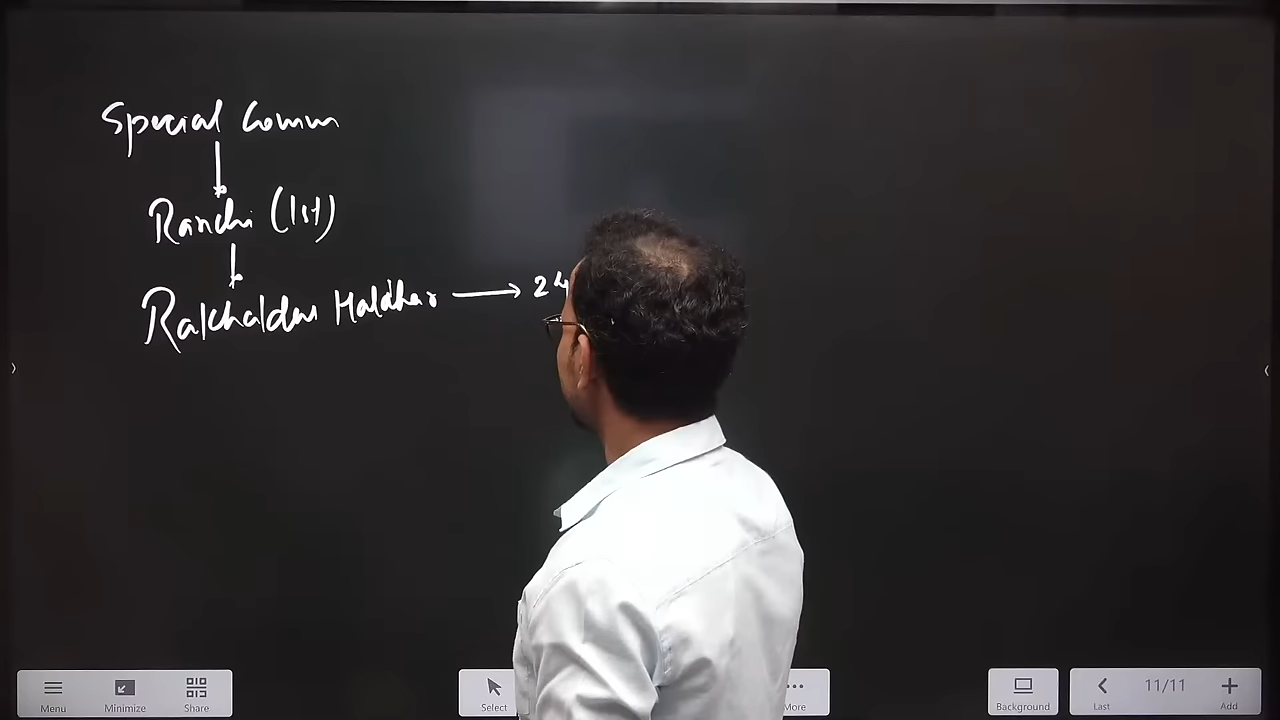 Special Comm
Ranchi (1st)
Rakhaldas Haldhar → 24
Menu
Minimize
Share
Select
More
Background
Last
11/11
Add